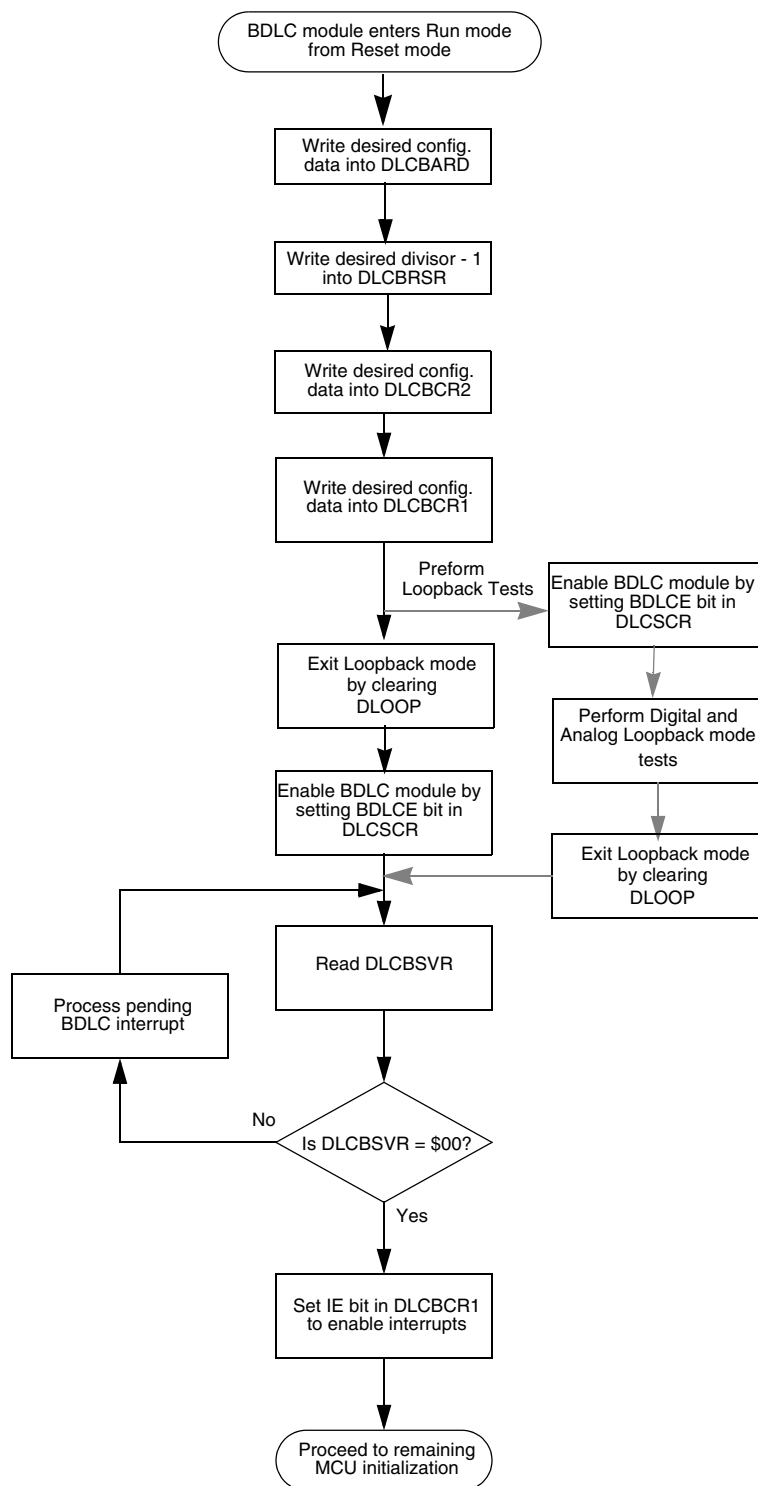 BDLC module enters Run mode
from Reset mode
Write desired config.
data into DLCBARD
Write desired divisor - 1
into DLCBRSR
Write desired config.
data into DLCBCR2
Write desired config.
data into DLCBCR1
Preform
Loopback Tests
Enable BDLC module by
setting BDLCE bit in
DLCSCR
Exit Loopback mode
by clearing
DLOOP
Perform Digital and
Analog Loopback mode
tests
Enable BDLC module by
setting BDLCE bit in
DLCSCR
Exit Loopback mode
by clearing
DLOOP
Read DLCBSVR
Process pending
BDLC interrupt
No
Is DLCBSVR = $00?
Yes
Set IE bit in DLCBCR1
to enable interrupts
Proceed to remaining
MCU initialization